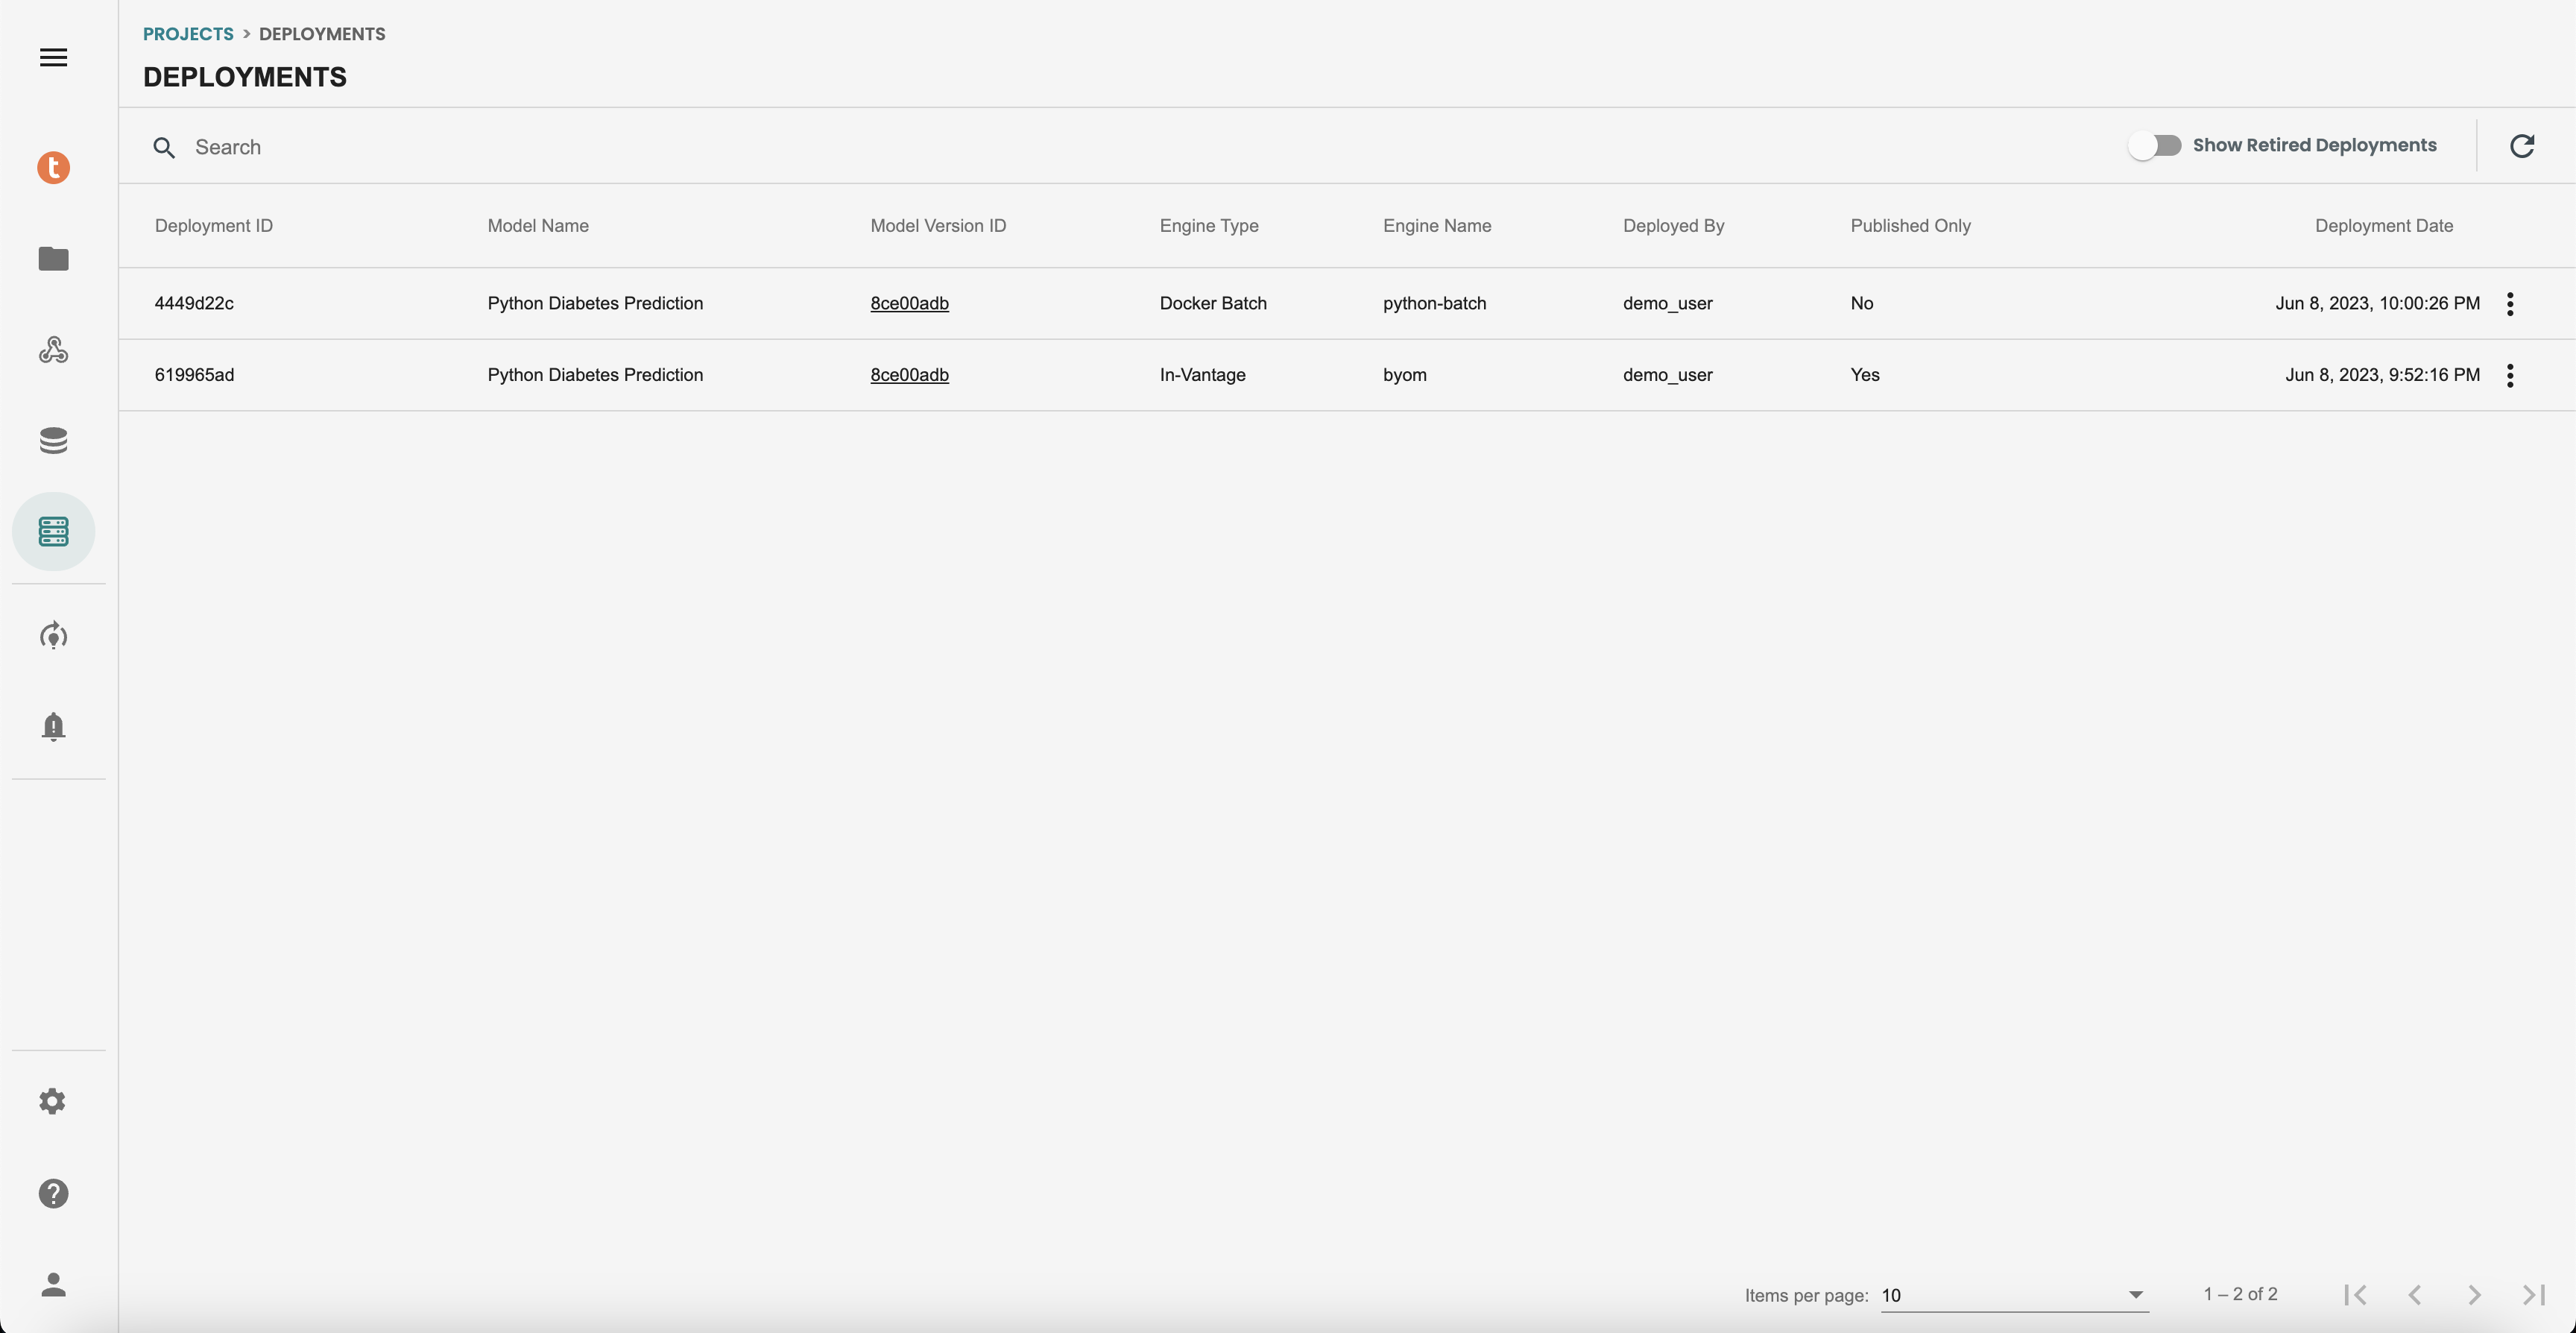 PROJECTS > DEPLOYMENTS
DEPLOYMENTS
t
Search Show Retired Deployments
Deployment ID Model Name Model Version ID Engine Type Engine Name Deployed By Published Only Deployment Date
4449d22c Python Diabetes Prediction 8ce00adb Docker Batch python-batch demo_user No Jun 8, 2023, 10:00:26 PM
619965ad Python Diabetes Prediction 8ce00adb In-Vantage byom demo_user Yes Jun 8, 2023, 9:52:16 PM
Items per page: 10 1 – 2 of 2